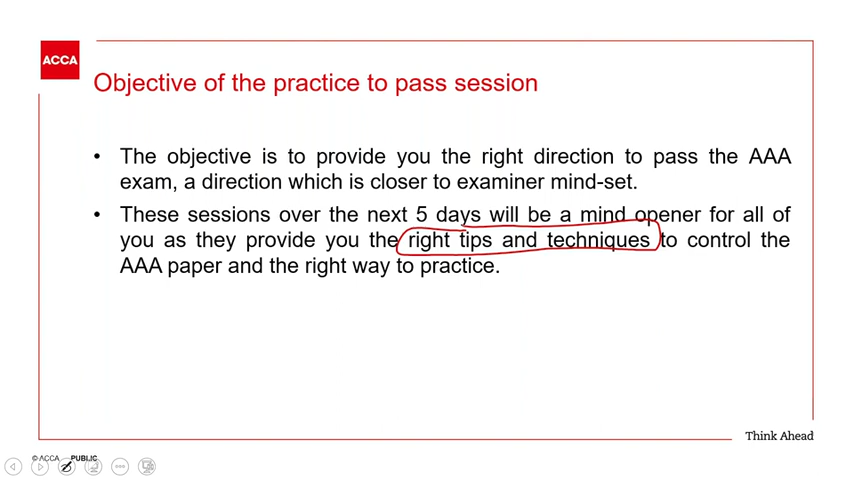 ACCA
Objective of the practice to pass session
• The objective is to provide you the right direction to pass the AAA
exam, a direction which is closer to examiner mind-set.
• These sessions over the next 5 days will be a mind opener for all of
you as they provide you the right tips and techniques to control the
AAA paper and the right way to practice.
Think Ahead
© ACCA PUBLIC